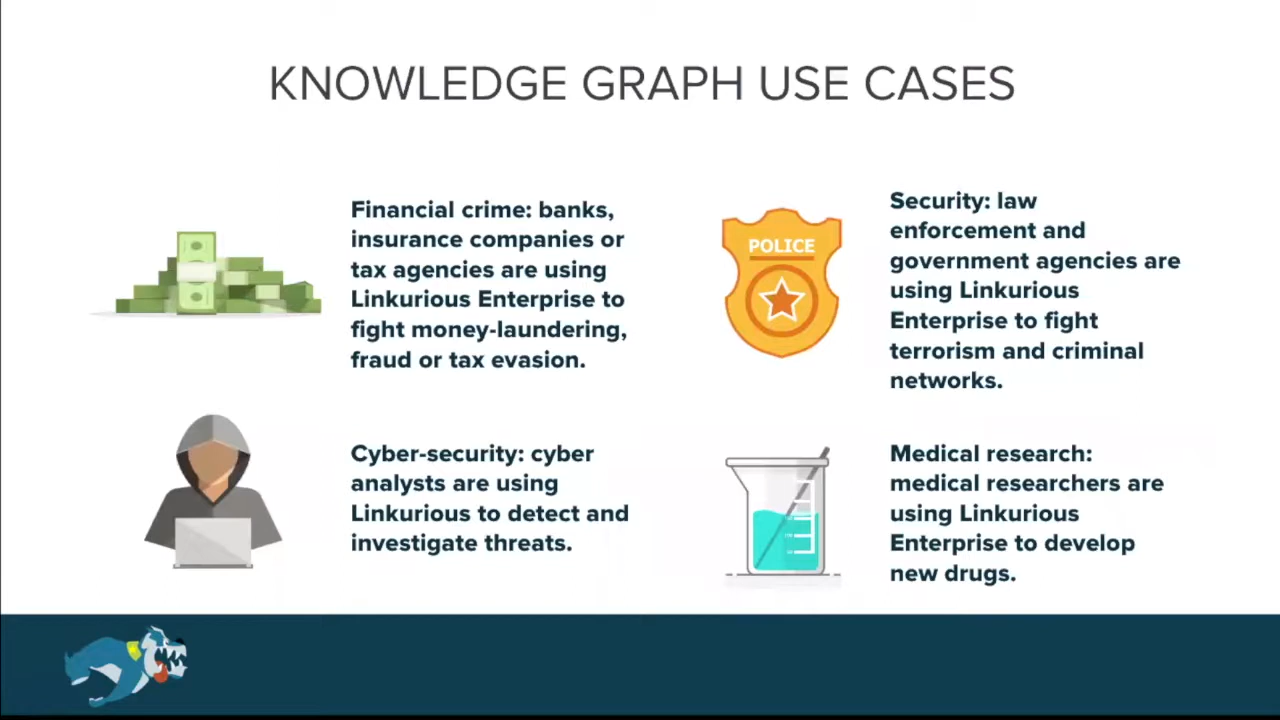 KNOWLEDGE GRAPH USE CASES
Financial crime: banks,
insurance companies or
tax agencies are using
Linkurious Enterprise to
fight money-laundering,
fraud or tax evasion.
POLICE
Security: law
enforcement and
government agencies are
using Linkurious
Enterprise to fight
terrorism and criminal
networks.
Cyber-security: cyber
analysts are using
Linkurious to detect and
investigate threats.
Medical research:
medical researchers are
using Linkurious
Enterprise to develop
new drugs.